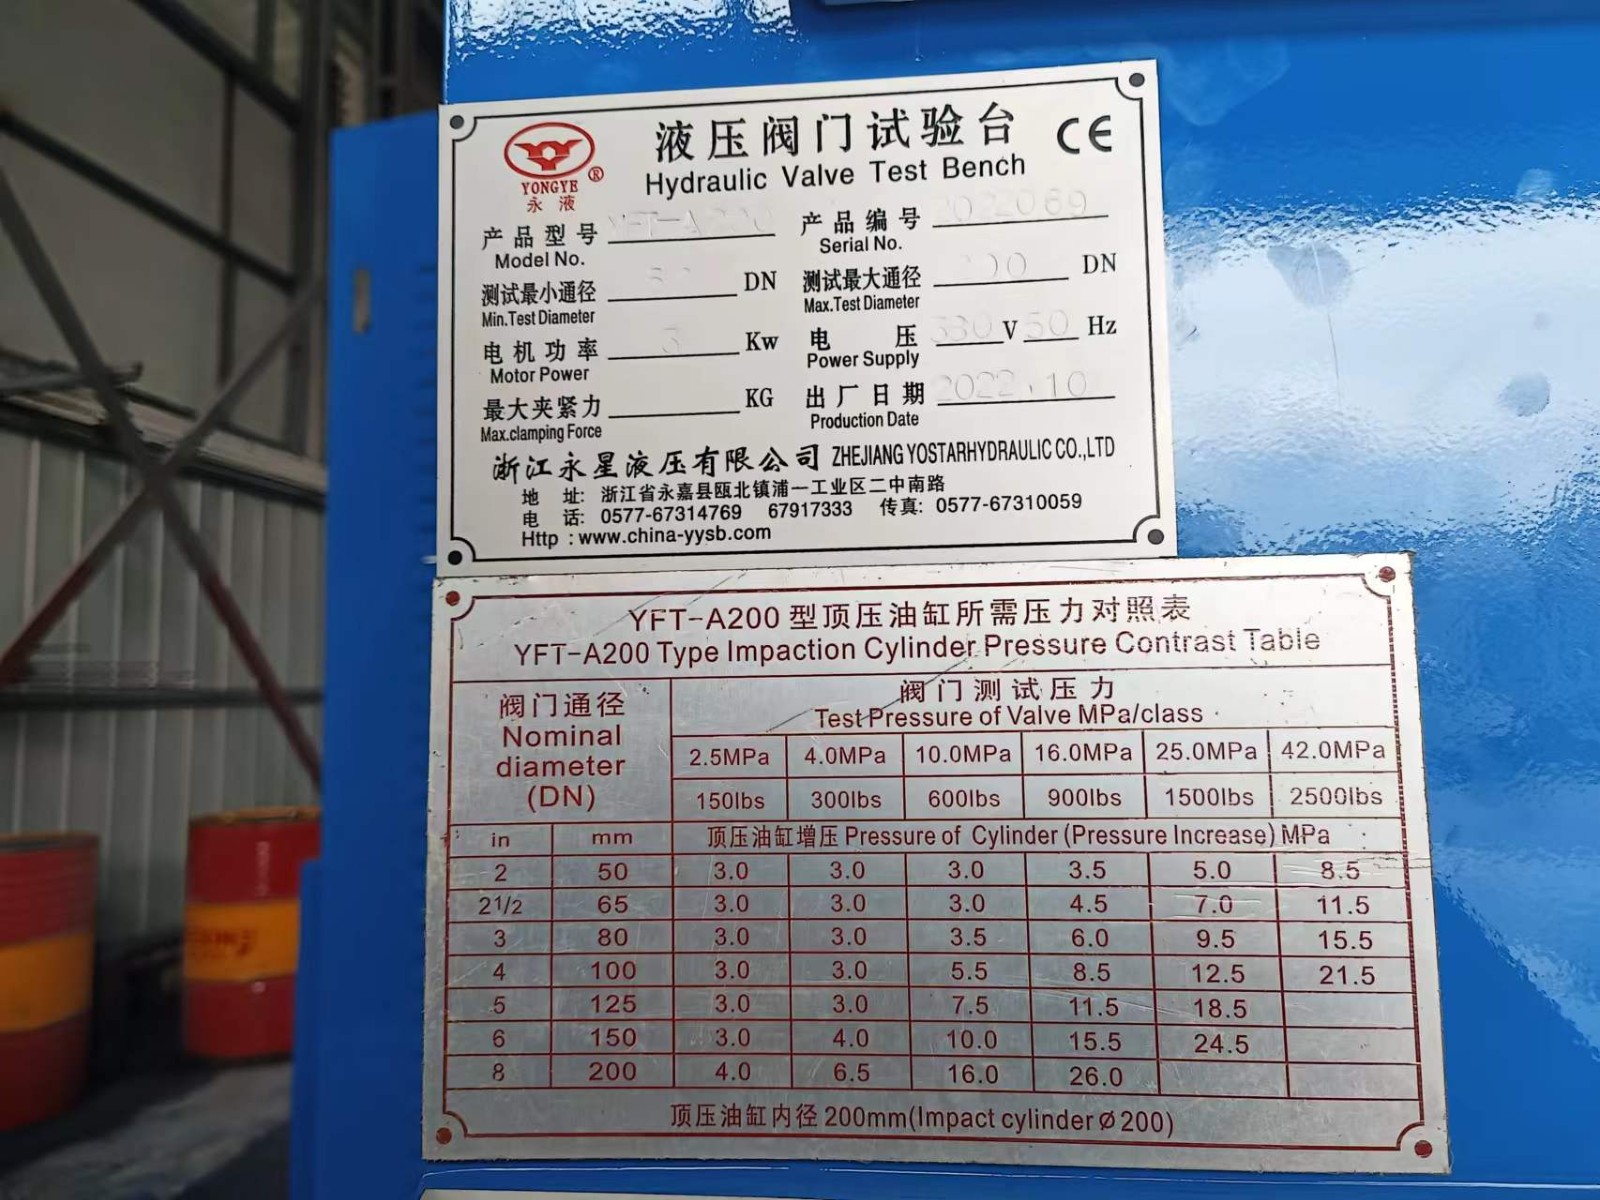 液压阀门试验台 CE
Hydraulic Valve Test Bench
YONGYE ®
永液
产品型号 YFT-A200 产品编号 2022069
Model No. Serial No.
测试最小通径 DN 测试最大通径 DN
Min.Test Diameter Max.Test Diameter
电机功率 Kw 电 压 V 50 Hz
Motor Power Power Supply
最大夹紧力 KG 出厂日期 2022.10
Max.clamping Force Production Date
浙江永星液压有限公司 ZHEJIANG YOSTARHYDRAULIC CO.,LTD
地 址: 浙江省永嘉县瓯北镇浦一工业区二中南路
电 话: 0577-67314769 67917333 传真: 0577-67310059
Http : www.china-yysb.com
YFT-A200型顶压油缸所需压力对照表
YFT-A200 Type Impaction Cylinder Pressure Contrast Table
阀门通径 阀门测试压力
Nominal diameter (DN) Test Pressure of Valve MPa/class
2.5MPa 4.0MPa 10.0MPa 16.0MPa 25.0MPa 42.0MPa
150lbs 300lbs 600lbs 900lbs 1500lbs 2500lbs
in mm 顶压油缸增压 Pressure of Cylinder (Pressure Increase) MPa
2 50 3.0 3.0 3.0 3.5 5.0 8.5
2 1/2 65 3.0 3.0 3.0 4.5 7.0 11.5
3 80 3.0 3.0 3.5 6.0 9.5 15.5
4 100 3.0 3.0 5.5 8.5 12.5 21.5
5 125 3.0 3.0 7.5 11.5 18.5
6 150 3.0 4.0 10.0 15.5 24.5
8 200 4.0 6.5 16.0 26.0
顶压油缸内径200mm(Impact cylinder Ø200)